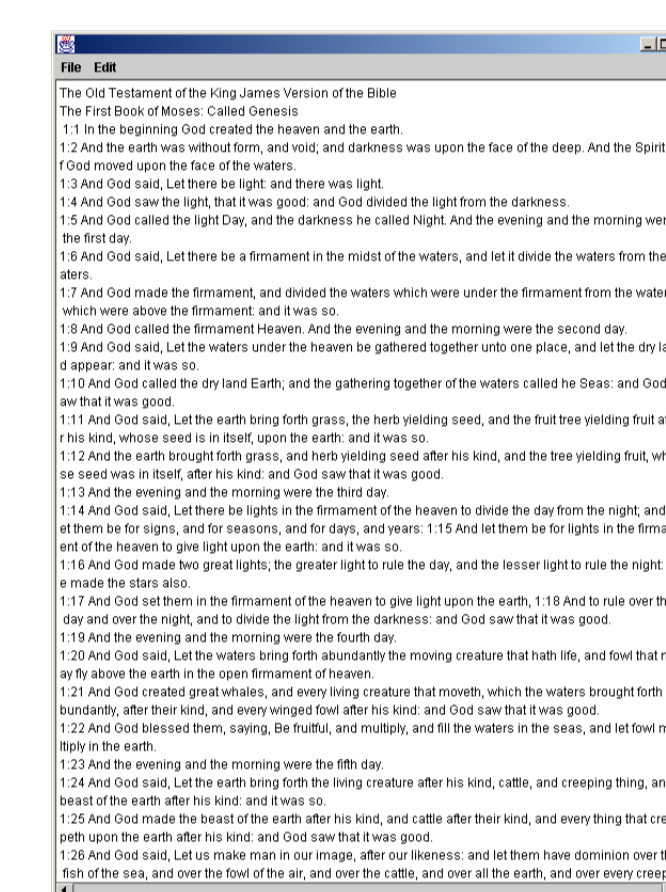 File Edit
The Old Testament of the King James Version of the Bible
The First Book of Moses: Called Genesis
1:1 In the beginning God created the heaven and the earth.
1:2 And the earth was without form, and void; and darkness was upon the face of the deep. And the Spirit
f God moved upon the face of the waters.
1:3 And God said, Let there be light: and there was light.
1:4 And God saw the light, that it was good: and God divided the light from the darkness.
1:5 And God called the light Day, and the darkness he called Night. And the evening and the morning wer
the first day.
1:6 And God said, Let there be a firmament in the midst of the waters, and let it divide the waters from the
aters.
1:7 And God made the firmament, and divided the waters which were under the firmament from the water
which were above the firmament: and it was so.
1:8 And God called the firmament Heaven. And the evening and the morning were the second day.
1:9 And God said, Let the waters under the heaven be gathered together unto one place, and let the dry la
d appear: and it was so.
1:10 And God called the dry land Earth; and the gathering together of the waters called he Seas: and God
aw that it was good.
1:11 And God said, Let the earth bring forth grass, the herb yielding seed, and the fruit tree yielding fruit a
r his kind, whose seed is in itself, upon the earth: and it was so.
1:12 And the earth brought forth grass, and herb yielding seed after his kind, and the tree yielding fruit, wh
se seed was in itself, after his kind: and God saw that it was good.
1:13 And the evening and the morning were the third day.
1:14 And God said, Let there be lights in the firmament of the heaven to divide the day from the night; and
et them be for signs, and for seasons, and for days, and years: 1:15 And let them be for lights in the firma
ent of the heaven to give light upon the earth: and it was so.
1:16 And God made two great lights; the greater light to rule the day, and the lesser light to rule the night:
e made the stars also.
1:17 And God set them in the firmament of the heaven to give light upon the earth, 1:18 And to rule over th
day and over the night, and to divide the light from the darkness: and God saw that it was good.
1:19 And the evening and the morning were the fourth day.
1:20 And God said, Let the waters bring forth abundantly the moving creature that hath life, and fowl that m
ay fly above the earth in the open firmament of heaven.
1:21 And God created great whales, and every living creature that moveth, which the waters brought forth
bundantly, after their kind, and every winged fowl after his kind: and God saw that it was good.
1:22 And God blessed them, saying, Be fruitful, and multiply, and fill the waters in the seas, and let fowl m
ltiply in the earth.
1:23 And the evening and the morning were the fifth day.
1:24 And God said, Let the earth bring forth the living creature after his kind, cattle, and creeping thing, an
beast of the earth after his kind: and it was so.
1:25 And God made the beast of the earth after his kind, and cattle after their kind, and every thing that cre
peth upon the earth after his kind: and God saw that it was good.
1:26 And God said, Let us make man in our image, after our likeness: and let them have dominion over th
fish of the sea, and over the fowl of the air, and over the cattle, and over all the earth, and over every creep